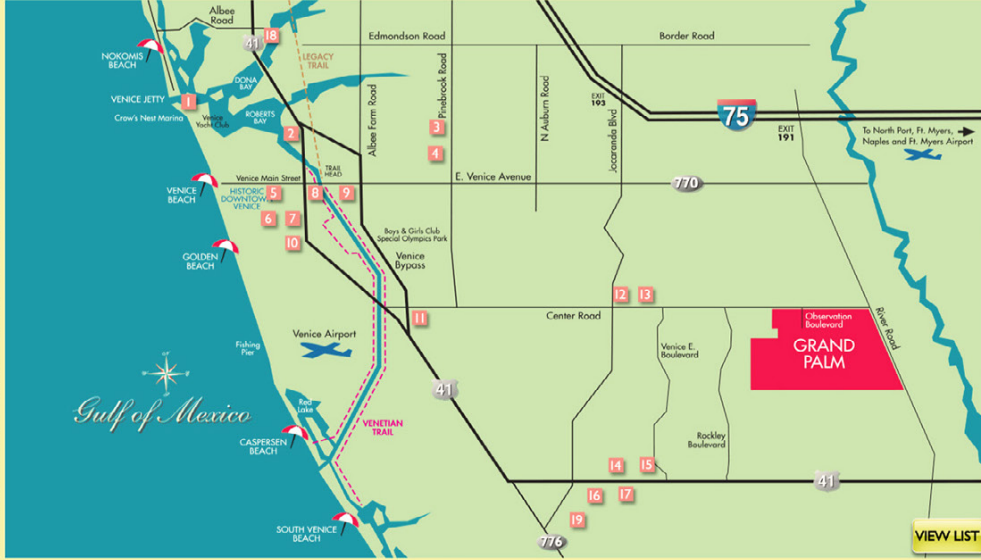 Albee
Road
18
41
Edmondson Road
Border Road
NOKOMIS
BEACH
LEGACY
TRAIL
DONA
BAY
Pinebrook Road
Albee Farm Road
N Auburn Road
Jacaranda Blvd
EXIT
193
75
VENICE JETTY
1
Crow's Nest Marina
Venice
Yacht Club
ROBERTS
BAY
2
3
4
EXIT
191
To North Port, Ft. Myers,
Naples and Ft. Myers Airport
TRAIL
HEAD
Venice Main Street
E. Venice Avenue
770
VENICE
BEACH
HISTORIC
DOWNTOWN
VENICE
5
8
9
6
7
10
Boys & Girls Club
Special Olympics Park
Venice
Bypass
GOLDEN
BEACH
12
13
11
Center Road
Observation
Boulevard
River Road
GRAND
PALM
Venice Airport
Fishing
Pier
Venice E.
Boulevard
Gulf of Mexico
41
Red
Lake
VENETIAN
TRAIL
CASPERSEN
BEACH
Rockley
Boulevard
14
15
41
16
17
19
SOUTH VENICE
BEACH
776
VIEW LIST